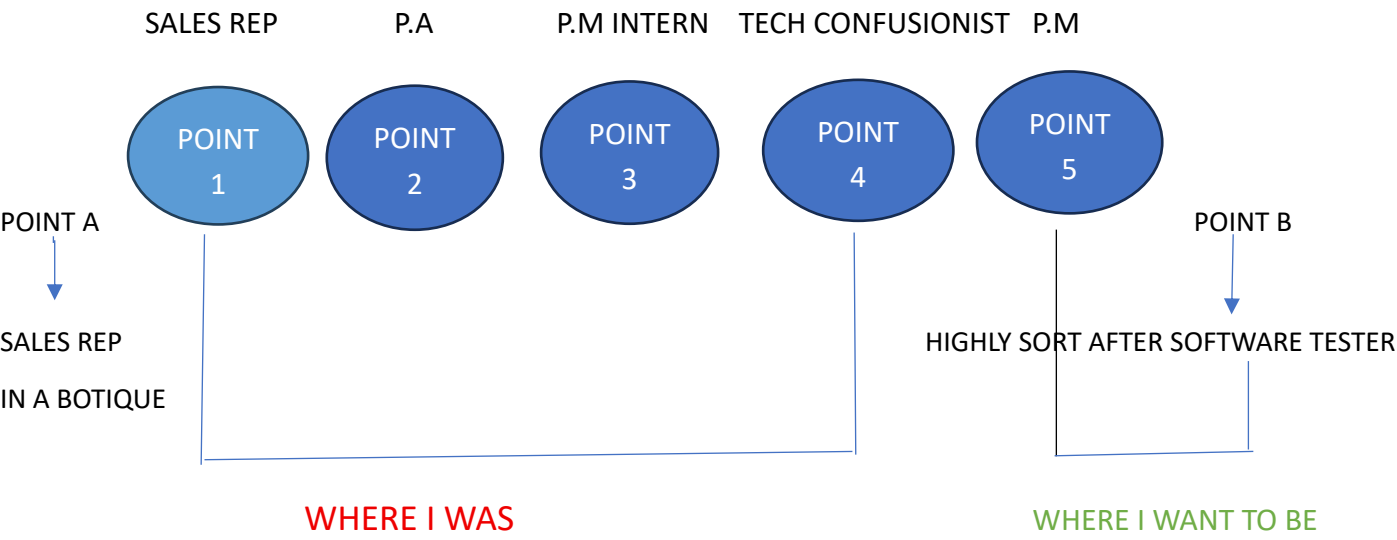 SALES REP P.A P.M INTERN TECH CONFUSIONIST P.M
POINT 1
POINT 2
POINT 3
POINT 4
POINT 5
POINT A
POINT B
SALES REP
IN A BOTIQUE
HIGHLY SORT AFTER SOFTWARE TESTER
WHERE I WAS
WHERE I WANT TO BE